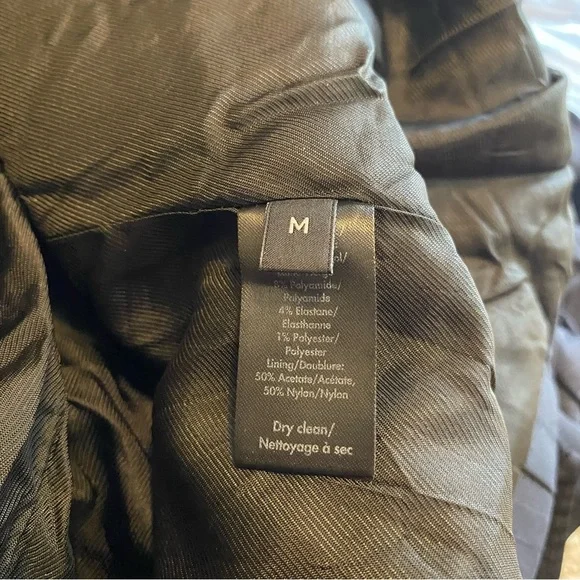 M
8% Polyamide/
Polyamide
4% Elastane/
Elasthanne
1% Polyester/
Polyester
Lining/Doublure:
50% Acetate/Acétate,
50% Nylon/Nylon
Dry clean/
Nettoyage à sec